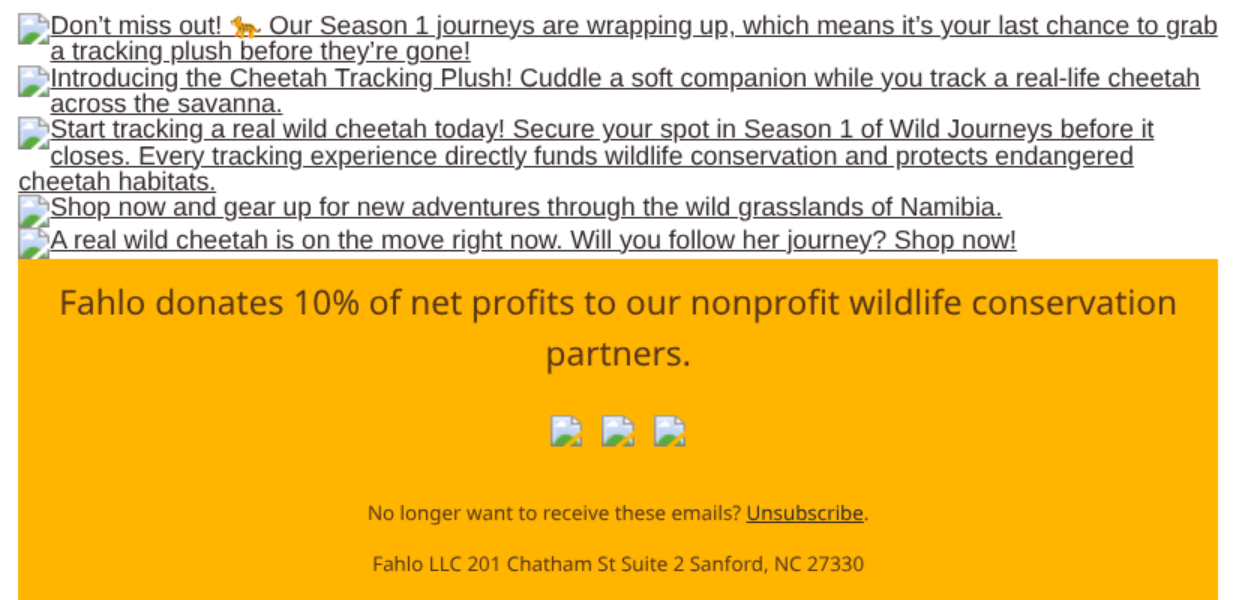 Don’t miss out! 🐆 Our Season 1 journeys are wrapping up, which means it’s your last chance to grab
a tracking plush before they’re gone!
Introducing the Cheetah Tracking Plush! Cuddle a soft companion while you track a real-life cheetah
across the savanna.
Start tracking a real wild cheetah today! Secure your spot in Season 1 of Wild Journeys before it
closes. Every tracking experience directly funds wildlife conservation and protects endangered
cheetah habitats.
Shop now and gear up for new adventures through the wild grasslands of Namibia.
A real wild cheetah is on the move right now. Will you follow her journey? Shop now!
Fahlo donates 10% of net profits to our nonprofit wildlife conservation
partners.
No longer want to receive these emails? Unsubscribe.
Fahlo LLC 201 Chatham St Suite 2 Sanford, NC 27330